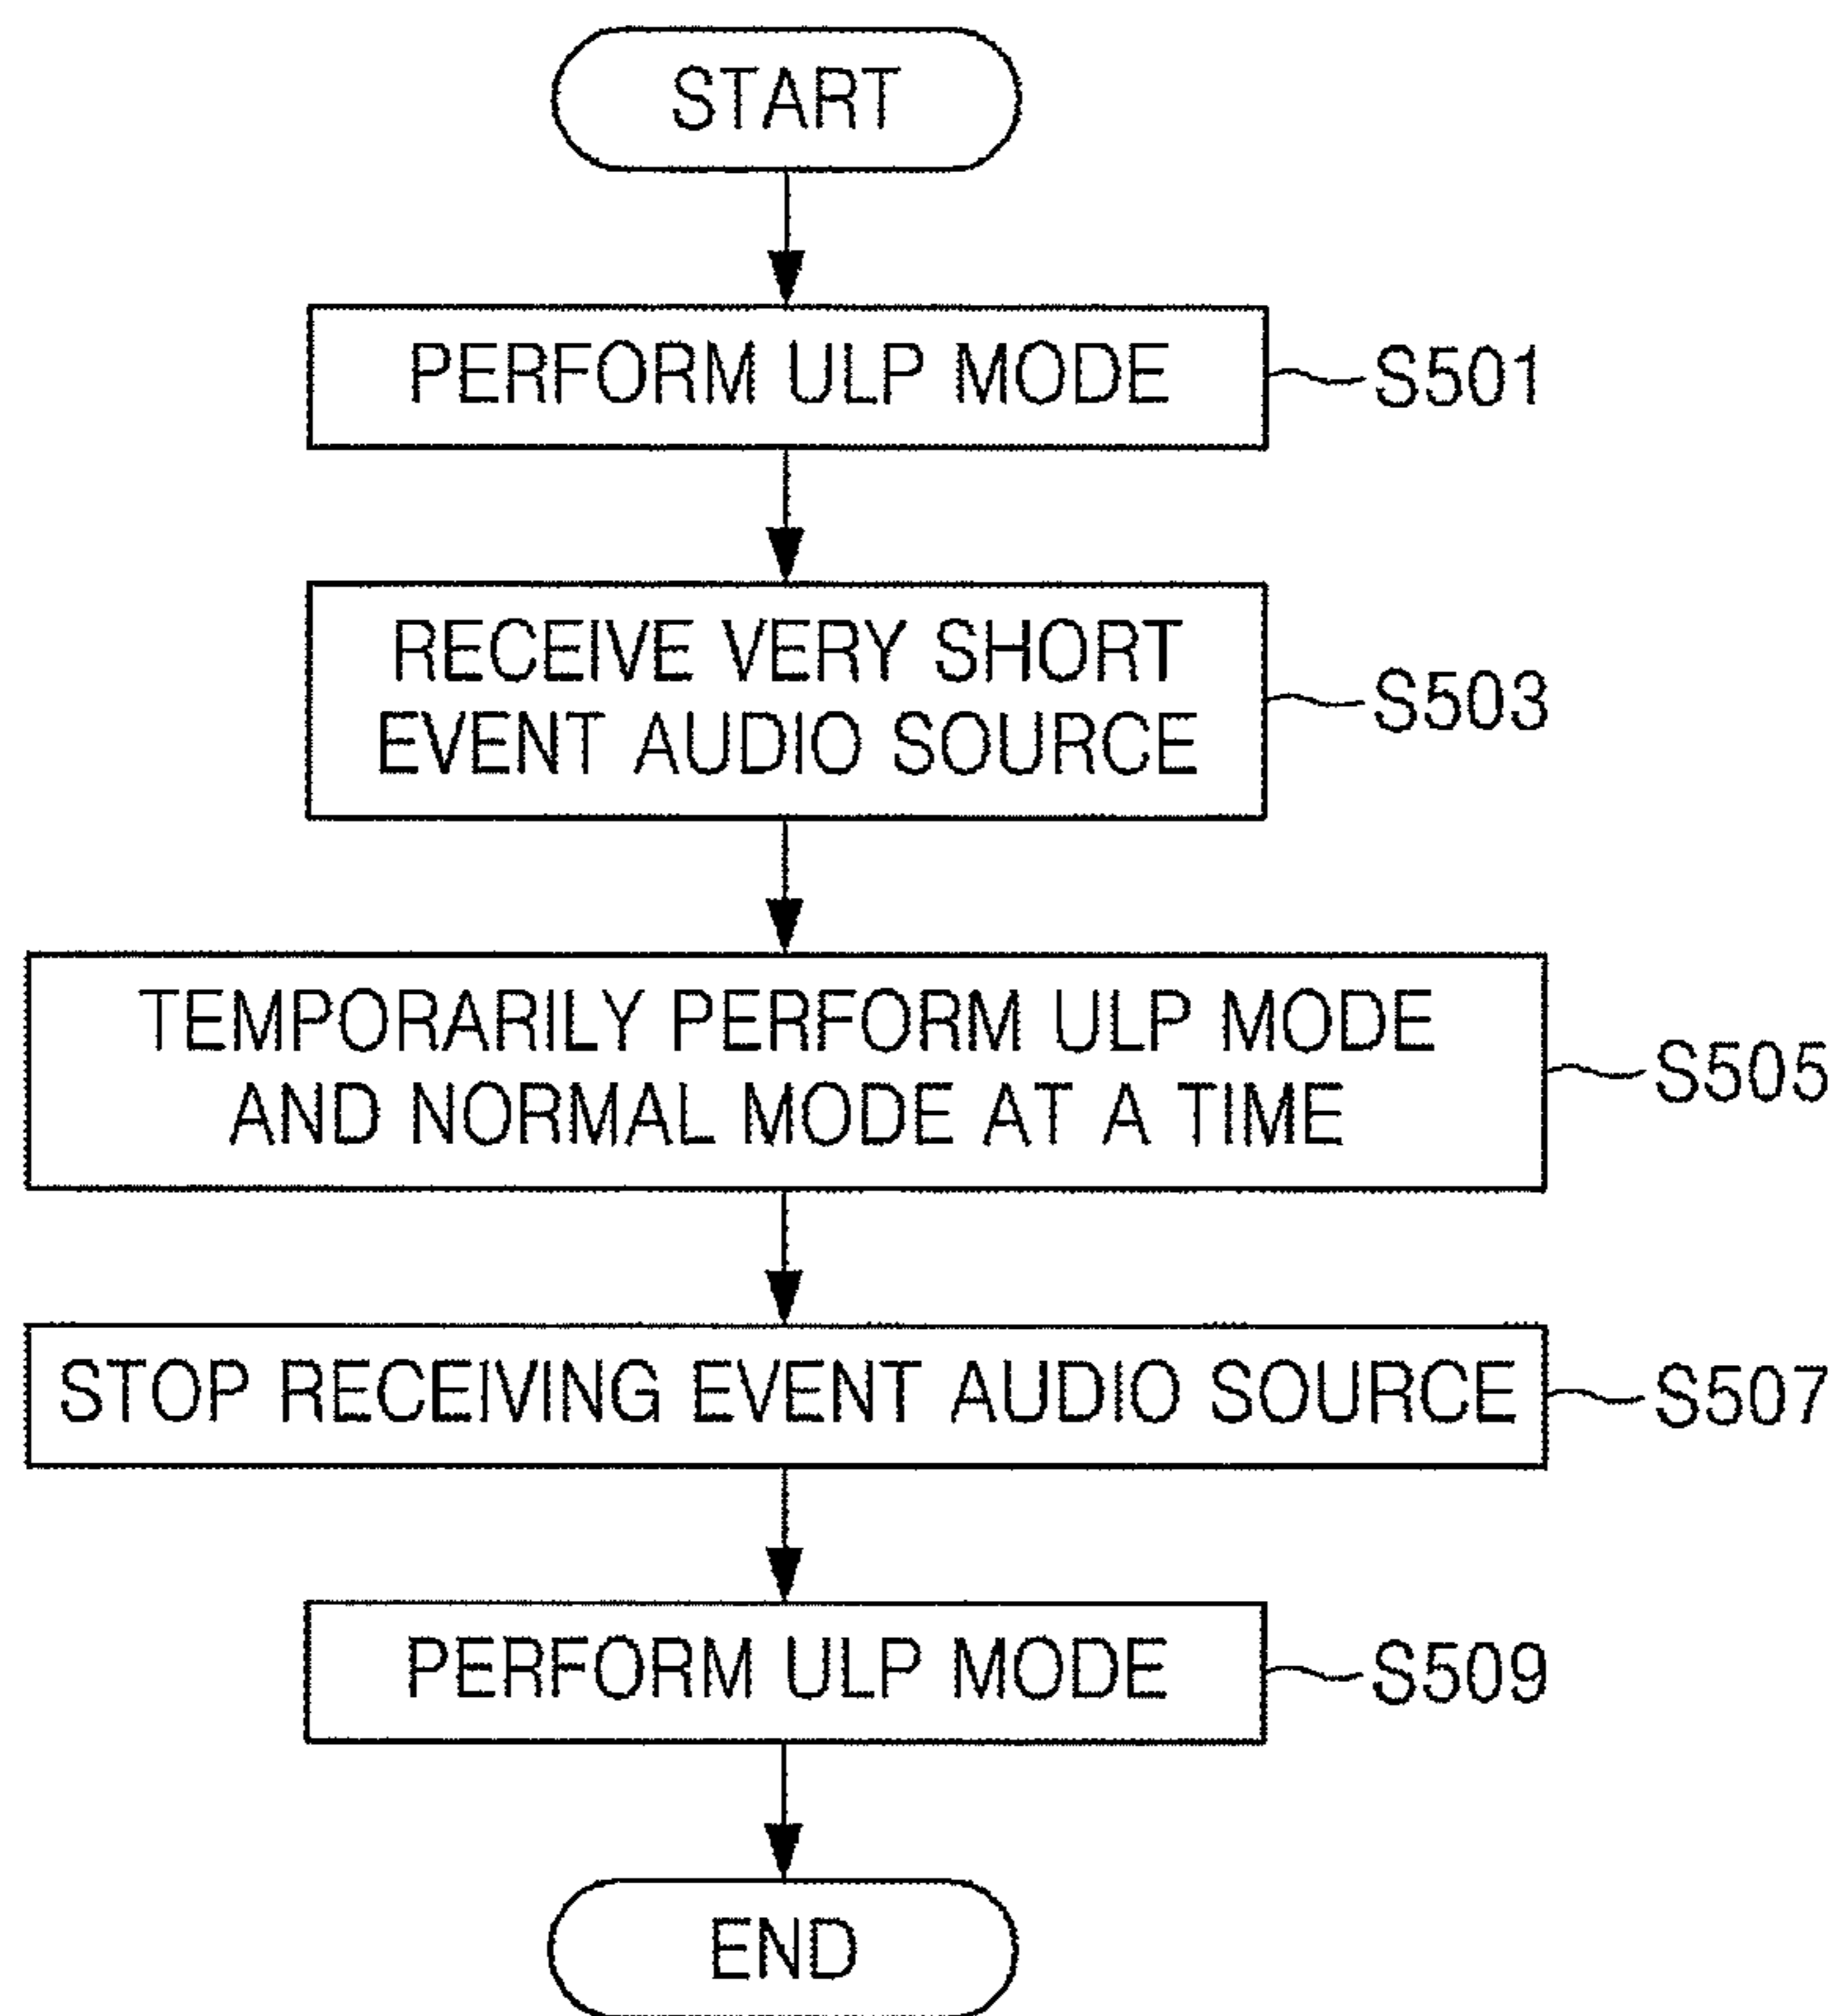 START
PERFORM ULP MODE
S501
RECEIVE VERY SHORT
EVENT AUDIO SOURCE
S503
TEMPORARILY PERFORM ULP MODE
AND NORMAL MODE AT A TIME
S505
STOP RECEIVING EVENT AUDIO SOURCE
S507
PERFORM ULP MODE
S509
END